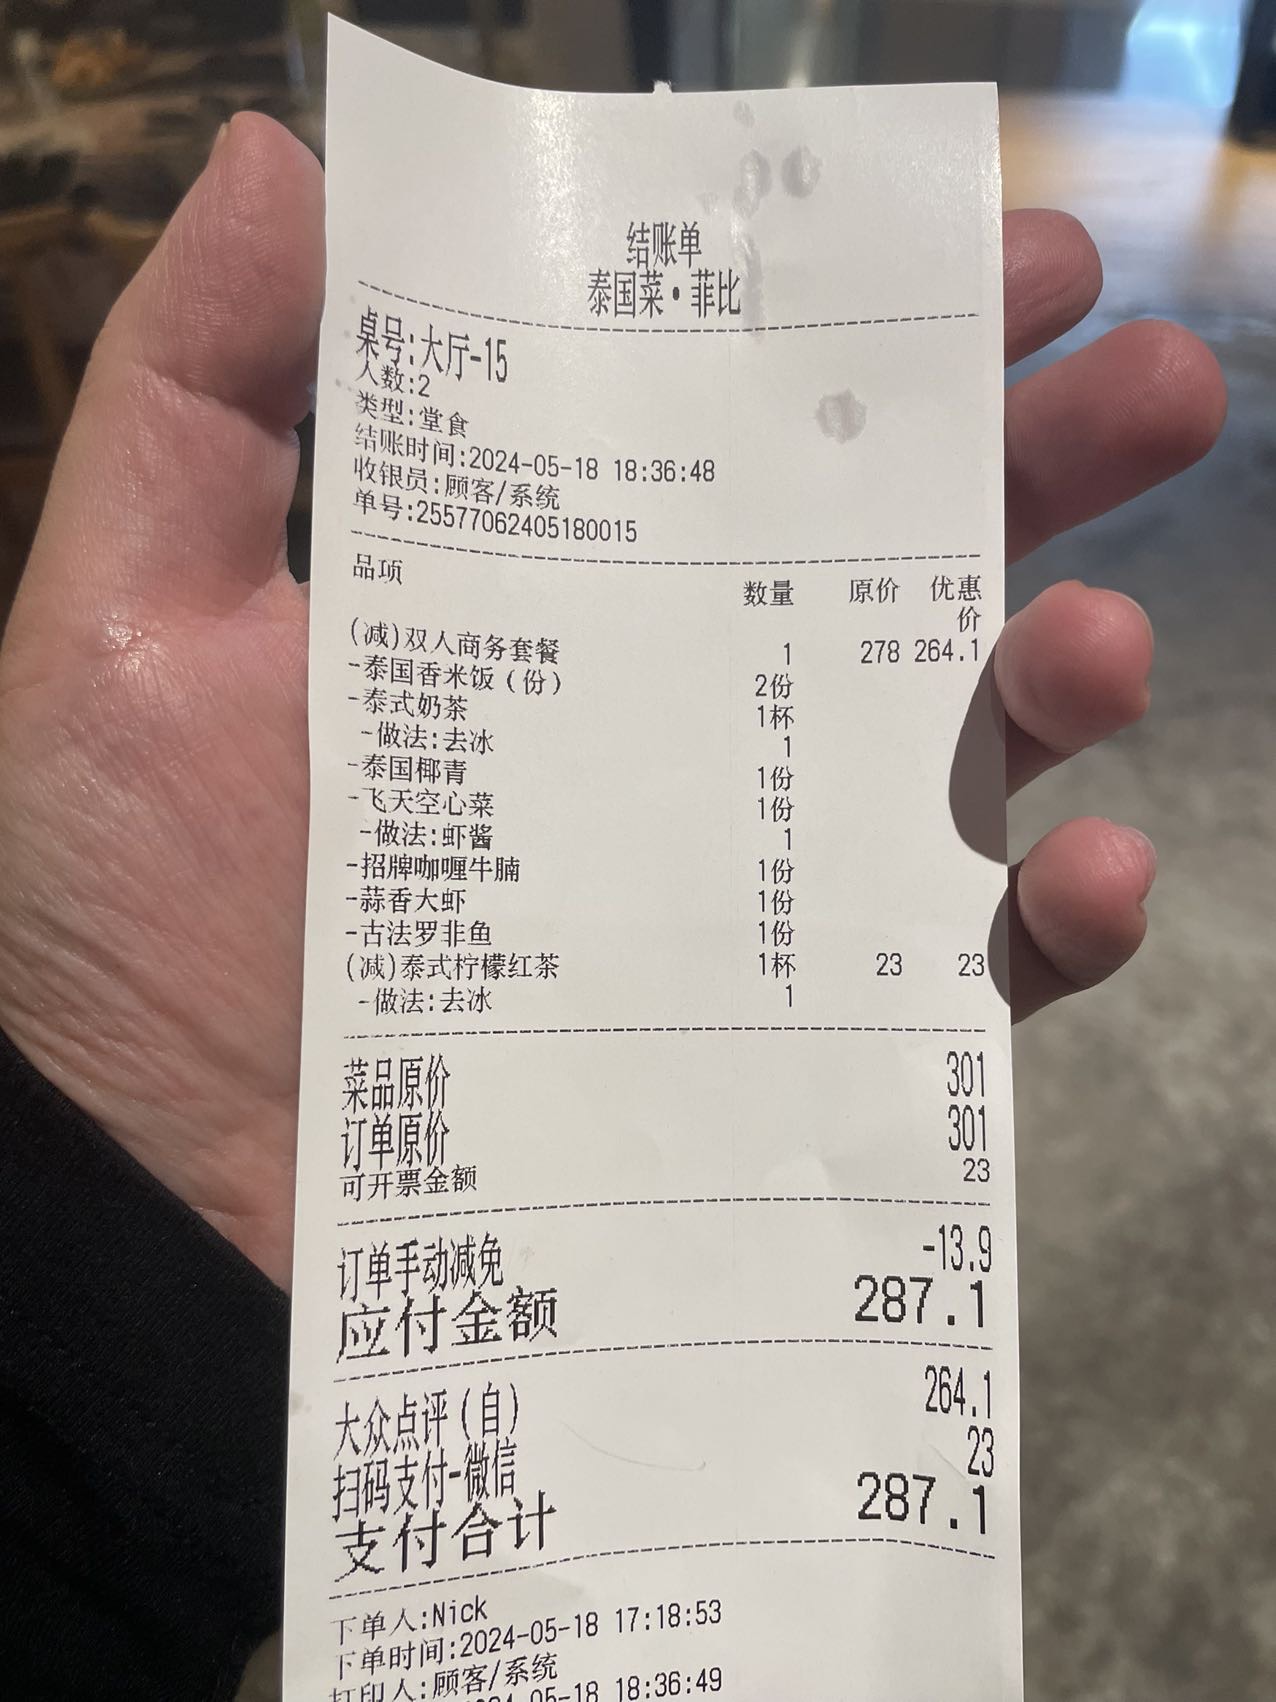 结账单
泰国菜·菲比
桌号:大厅-15
人数:2
类型:堂食
结账时间:2024-05-18 18:36:48
收银员:顾客/系统
单号:25577062405180015
品项 数量 原价 优惠价
(减)双人商务套餐 1 278 264.1
-泰国香米饭(份) 2份
-泰式奶茶 1杯
-做法:去冰 1
-泰国椰青 1份
-飞天空心菜 1份
-做法:虾酱 1
-招牌咖喱牛腩 1份
-蒜香大虾 1份
-古法罗非鱼 1份
(减)泰式柠檬红茶 1杯 23 23
-做法:去冰 1
菜品原价 301
订单原价 301
可开票金额 23
订单手动减免 -13.9
应付金额 287.1
大众点评(自) 264.1
扫码支付-微信 23
支付合计 287.1
下单人:Nick
下单时间:2024-05-18 17:18:53
打印人:顾客/系统
05-18 18:36:49